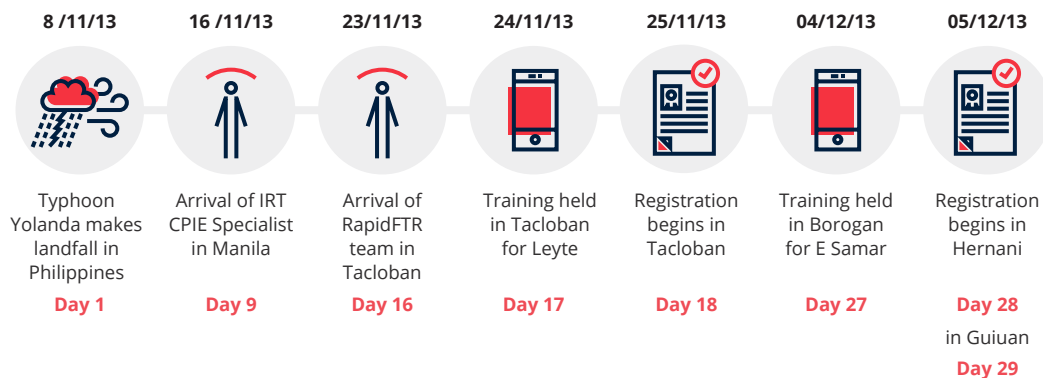 8 /11/13
Typhoon
Yolanda makes
landfall in
Philippines
Day 1
16 /11/13
Arrival of IRT
CPIE Specialist
in Manila
Day 9
23/11/13
Arrival of
RapidFTR
team in
Tacloban
Day 16
24/11/13
Training held
in Tacloban
for Leyte
Day 17
25/11/13
Registration
begins in
Tacloban
Day 18
04/12/13
Training held
in Borogan
for E Samar
Day 27
05/12/13
Registration
begins in
Hernani
Day 28
in Guiuan
Day 29